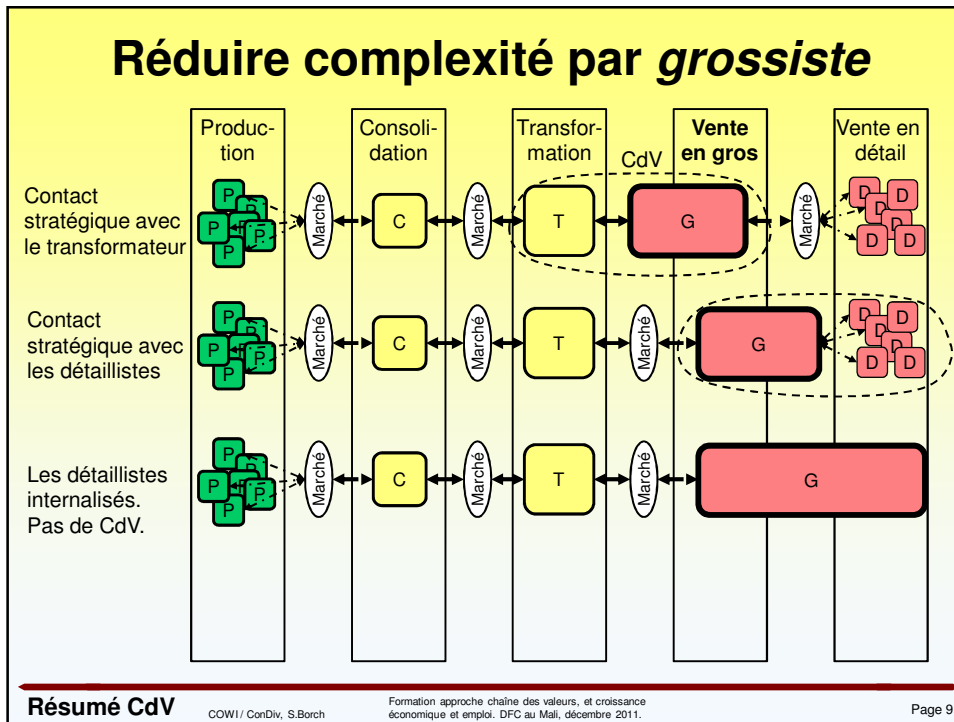 Réduire complexité par grossiste
Produc-
tion
Consoli-
dation
Transfor-
mation
Vente
en gros
Vente en
détail
CdV
Contact
stratégique avec
le transformateur
P
P
P
P
P
P
Marché
C
Marché
T
G
Marché
D
D
D
D
D
D
Contact
stratégique avec
les détaillistes
P
P
P
P
P
P
Marché
C
Marché
T
Marché
G
D
D
D
D
D
D
Les détaillistes
internalisés.
Pas de CdV.
P
P
P
P
P
P
Marché
C
Marché
T
Marché
G
Résumé CdV
COWI / ConDiv, S.Borch
Formation approche chaîne des valeurs, et croissance
économique et emploi. DFC au Mali, décembre 2011.
Page 9